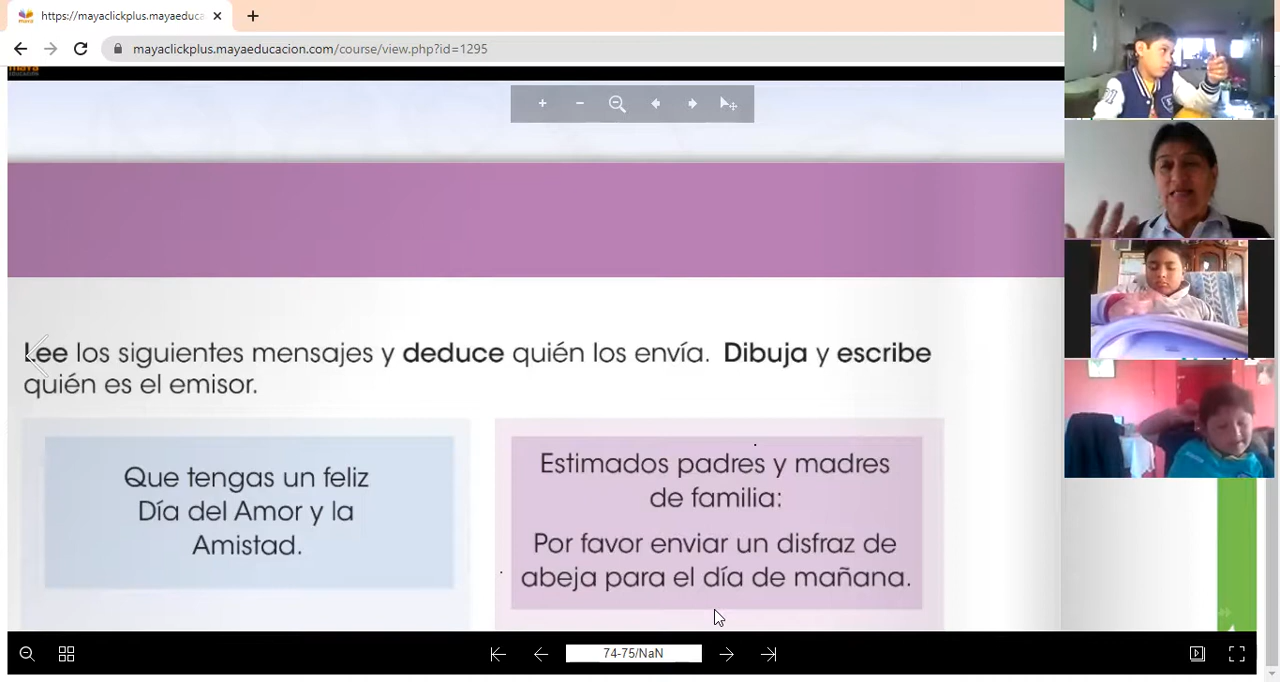 https://mayaclickplus.mayaeduca
mayaclickplus.mayaeducacion.com/course/view.php?id=1295
Lee los siguientes mensajes y deduce quién los envía. Dibuja y escribe
quién es el emisor.
Que tengas un feliz
Día del Amor y la
Amistad.
Estimados padres y madres
de familia:
Por favor enviar un disfraz de
abeja para el día de mañana.
74-75/NaN